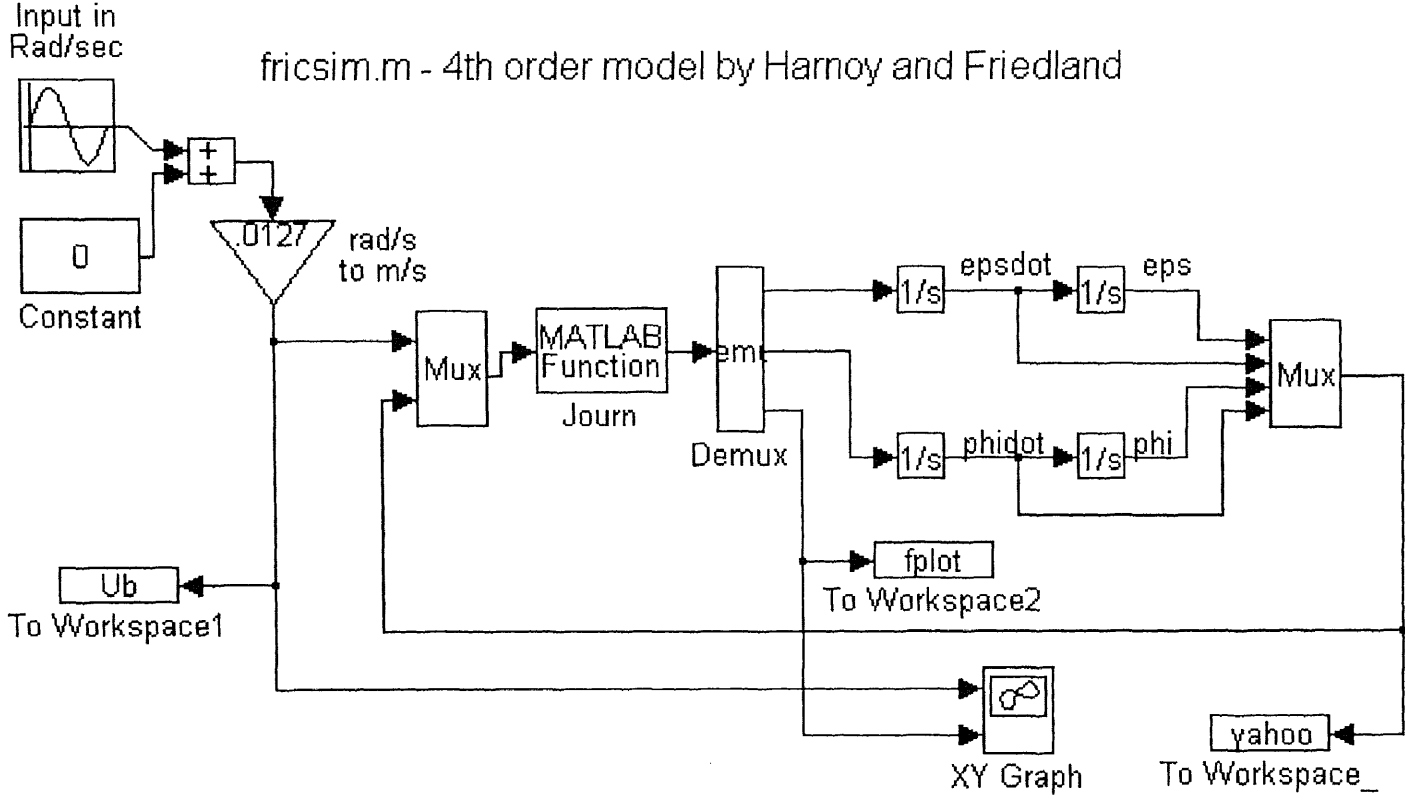 Input in
Rad/sec
fricsim.m - 4th order model by Harnoy and Friedland
+
+
0
Constant
.0127
rad/s
to m/s
Mux
MATLAB
Function
Journ
emu
Demux
1/s
epsdot
1/s
eps
1/s
phidot
1/s
phi
Mux
Ub
To Workspace1
fplot
To Workspace2
XY Graph
yahoo
To Workspace_